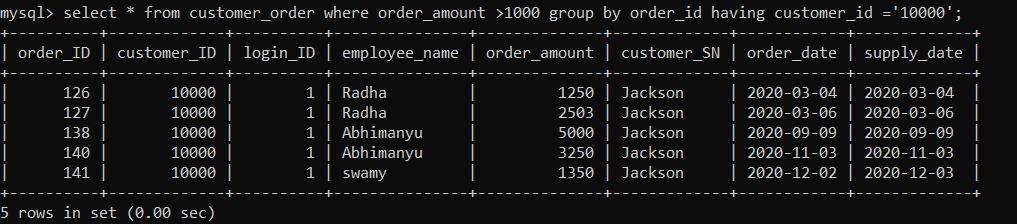 mysql> select * from customer_order where order_amount >1000 group by order_id having customer_id ='10000';
+----------+-------------+----------+---------------+--------------+-------------+------------+-------------+
| order_ID | customer_ID | login_ID | employee_name | order_amount | customer_SN | order_date | supply_date |
+----------+-------------+----------+---------------+--------------+-------------+------------+-------------+
|      126 |       10000 |        1 | Radha         |         1250 | Jackson     | 2020-03-04 | 2020-03-04  |
|      127 |       10000 |        1 | Radha         |         2503 | Jackson     | 2020-03-06 | 2020-03-06  |
|      138 |       10000 |        1 | Abhimanyu     |         5000 | Jackson     | 2020-09-09 | 2020-09-09  |
|      140 |       10000 |        1 | Abhimanyu     |         3250 | Jackson     | 2020-11-03 | 2020-11-03  |
|      141 |       10000 |        1 | swamy         |         1350 | Jackson     | 2020-12-02 | 2020-12-03  |
+----------+-------------+----------+---------------+--------------+-------------+------------+-------------+
5 rows in set (0.00 sec)